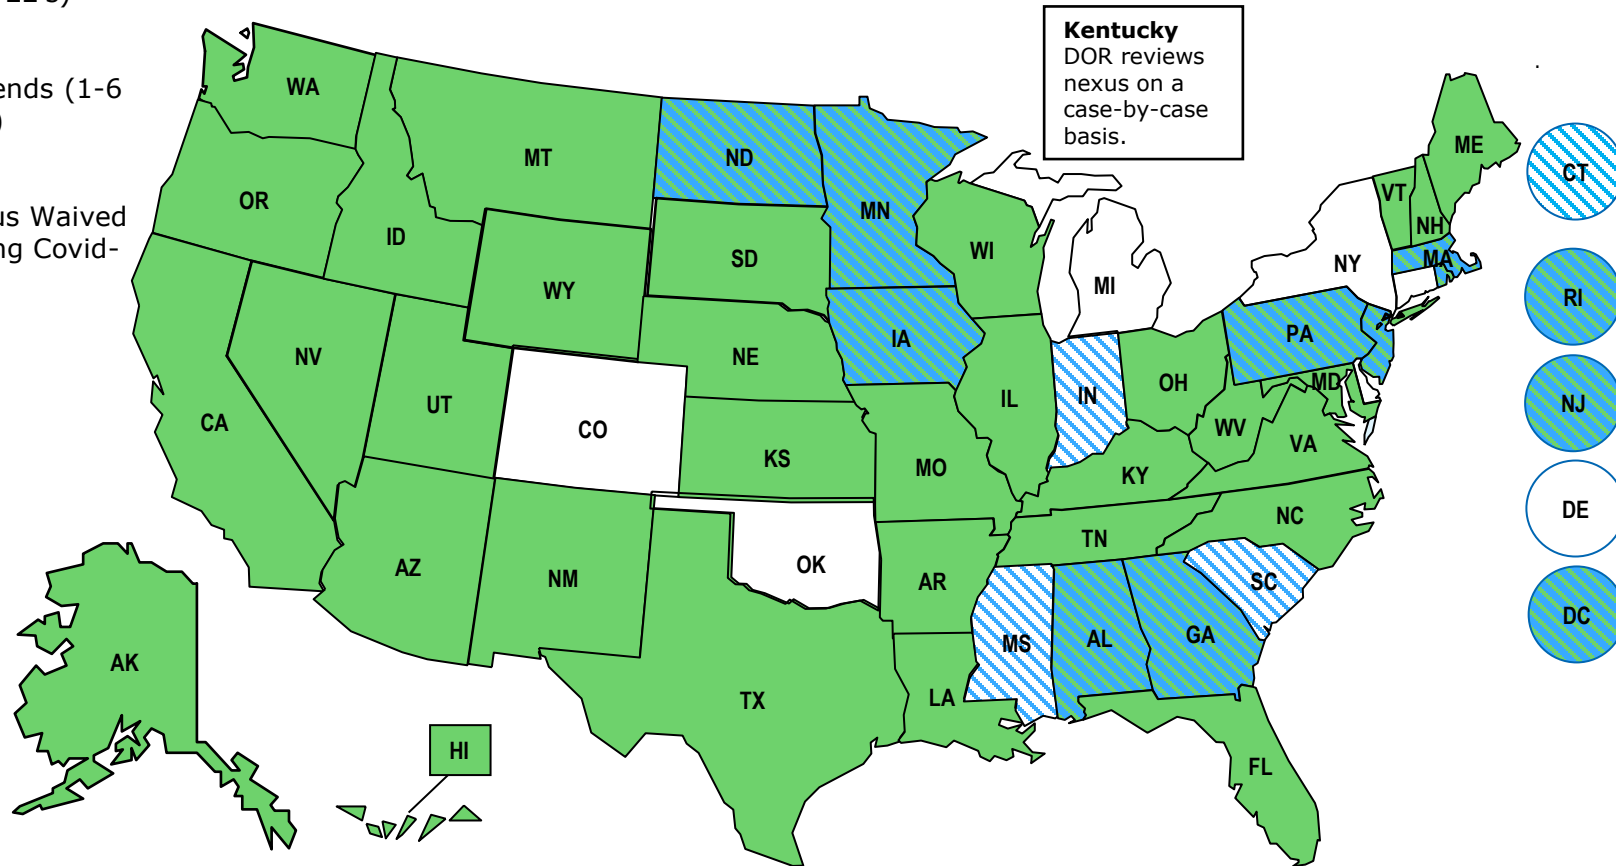 ends (1-6
)
us Waived
ng Covid-
Kentucky
DOR reviews
nexus on a
case-by-case
basis.
WA
OR
CA
NV
ID
MT
WY
UT
AZ
CO
NM
ND
SD
NE
KS
OK
TX
MN
IA
MO
AR
LA
WI
IL
MI
IN
OH
KY
TN
MS
AL
GA
FL
SC
NC
VA
WV
MD
PA
NY
VT
NH
ME
MA
CT
RI
NJ
DE
DC
AK
HI